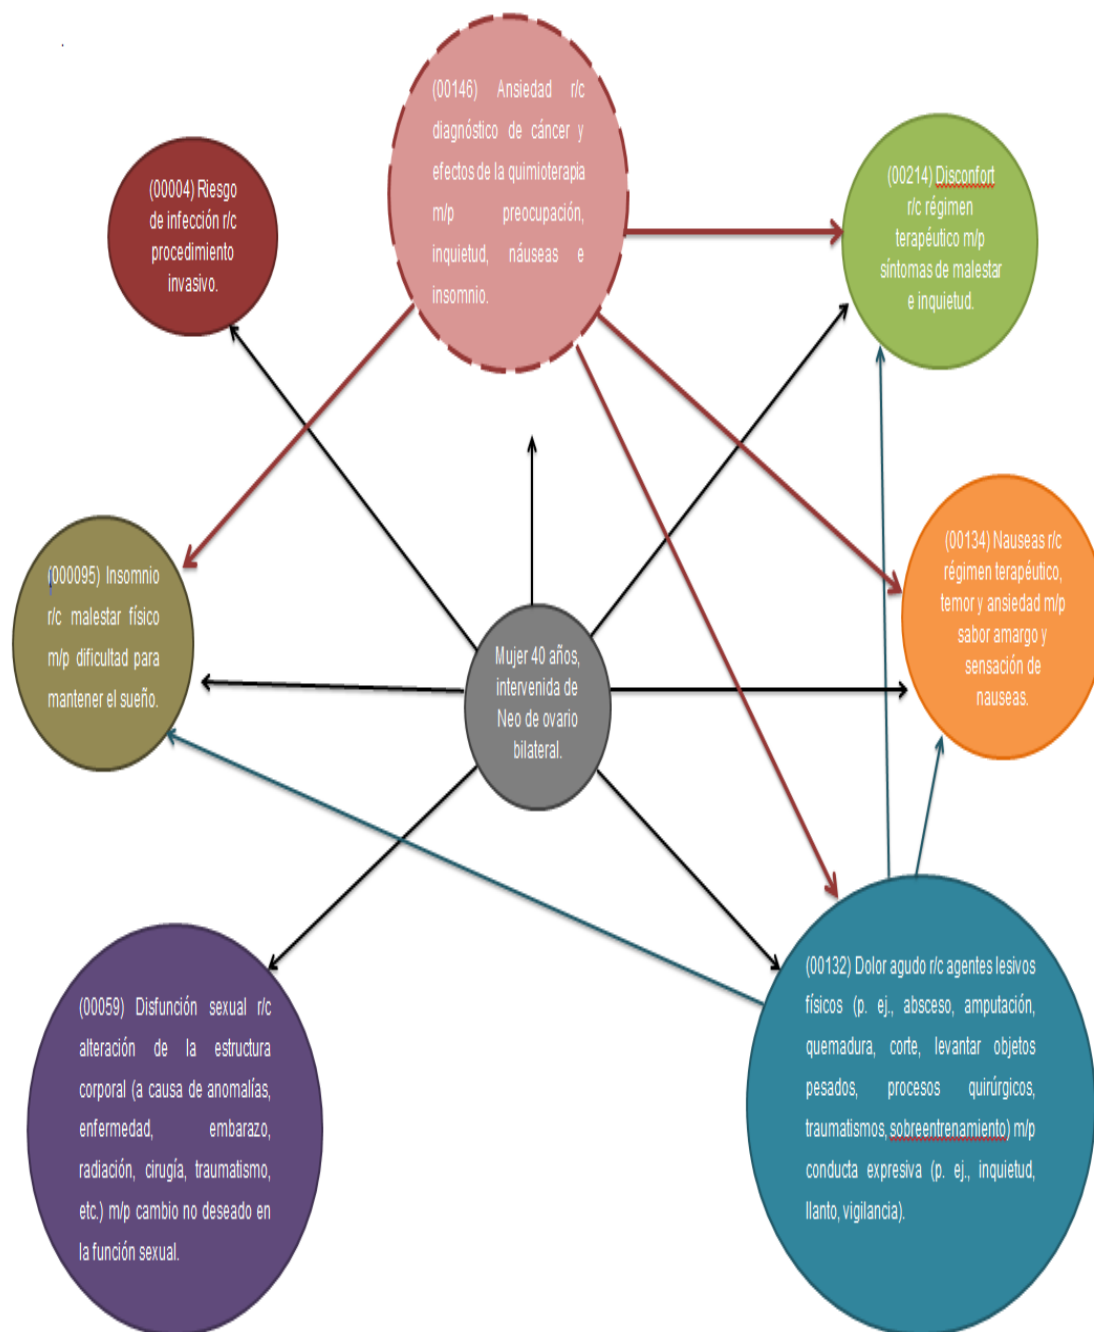 (00146) Ansiedad r/c
diagnóstico de cáncer y
efectos de la quimioterapia
m/p preocupación,
inquietud, náuseas e
insomnio.
(00004) Riesgo
de infección r/c
procedimiento
invasivo.
(00214) Disconfort
r/c régimen
terapéutico m/p
síntomas de malestar
e inquietud.
(000095) Insomnio
r/c malestar físico
m/p dificultad para
mantener el sueño.
Mujer 40 años,
intervenida de
Neo de ovario
bilateral.
(00134) Nauseas r/c
régimen terapéutico,
temor y ansiedad m/p
sabor amargo y
sensación de
nauseas.
(00059) Disfunción sexual r/c
alteración de la estructura
corporal (a causa de anomalías,
enfermedad, embarazo,
radiación, cirugía, traumatismo,
etc.) m/p cambio no deseado en
la función sexual.
(00132) Dolor agudo r/c agentes lesivos
físicos (p. ej., absceso, amputación,
quemadura, corte, levantar objetos
pesados, procesos quirúrgicos,
traumatismos, sobreentrenamiento) m/p
conducta expresiva (p. ej., inquietud,
llanto, vigilancia).